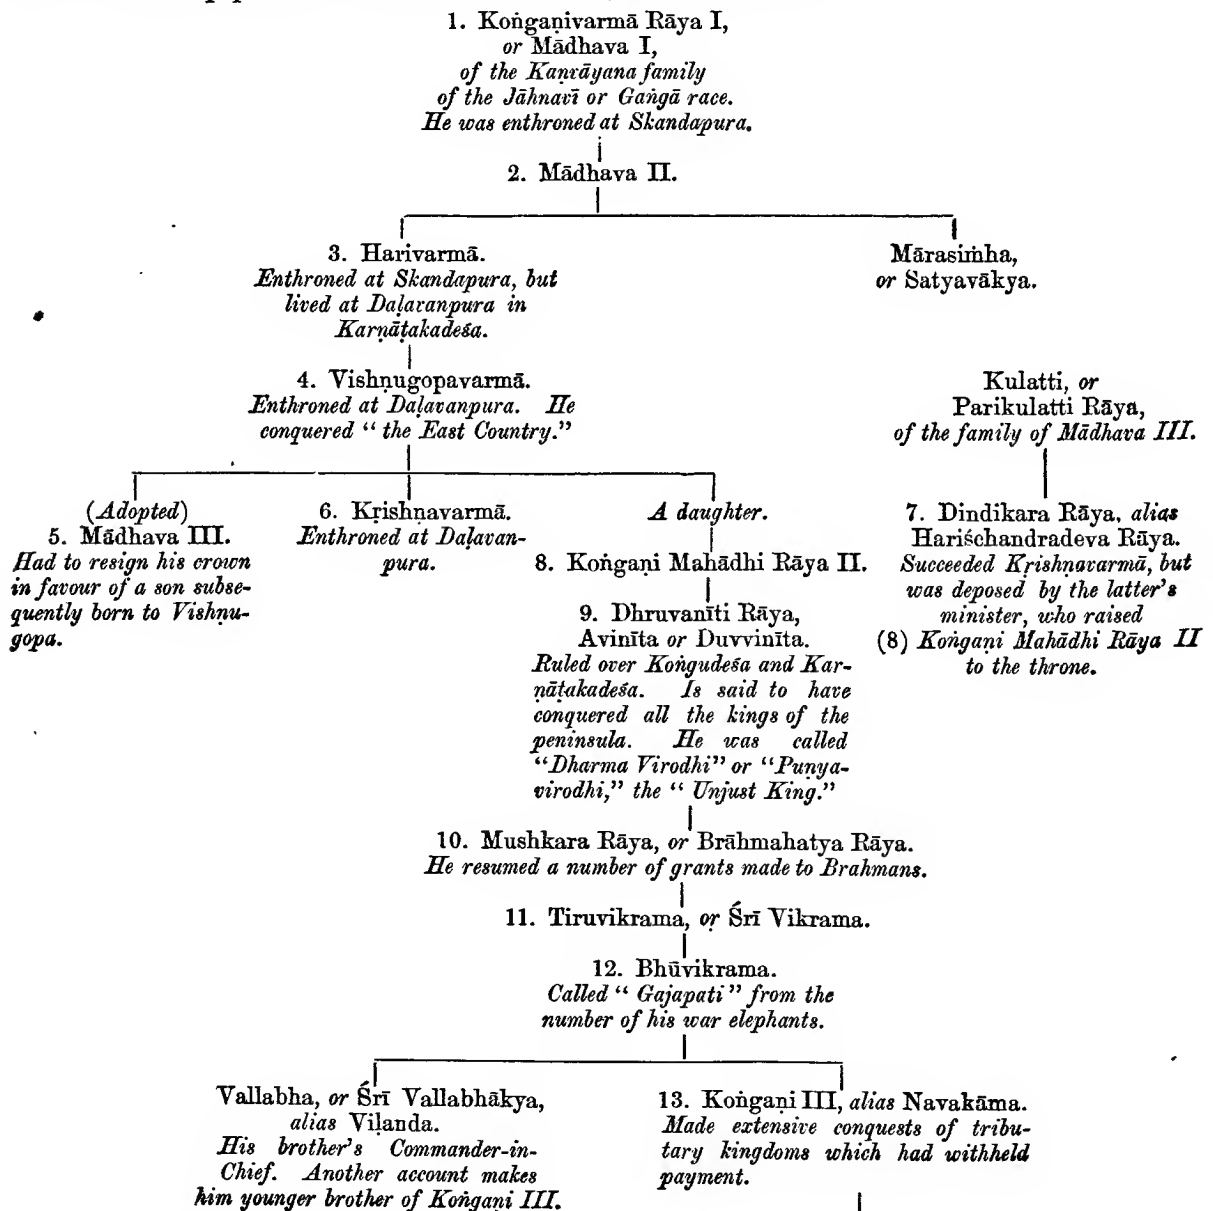 1. Koṅgaṇivarmā Rāya I,
or Mādhava I,
of the Kaṇrāyana family
of the Jāhnavī or Gaṅgā race.
He was enthroned at Skandapura.
2. Mādhava II.
3. Harivarmā.
Enthroned at Skandapura, but
lived at Daḷavanpura in
Karṇāṭakadeśa.
Mārasiṁha,
or Satyavākya.
4. Vishṇugopavarmā.
Enthroned at Daḷavanpura. He
conquered “the East Country.”
Kulatti, or
Parikulatti Rāya,
of the family of Mādhava III.
(Adopted)
5. Mādhava III.
Had to resign his crown
in favour of a son subse-
quently born to Vishṇu-
gopa.
6. Kṛishṇavarmā.
Enthroned at Daḷavan-
pura.
A daughter.
8. Koṅgaṇi Mahādhi Rāya II.
9. Dhruvanīti Rāya,
Avinīta or Duvvinīta.
Ruled over Koṅgudeśa and Kar-
ṇāṭakadeśa. Is said to have
conquered all the kings of the
peninsula. He was called
“Dharma Virodhi” or “Puṇya-
virodhi,” the “Unjust King.”
7. Dindikara Rāya, alias
Hariśchandradeva Rāya.
Succeeded Kṛishṇavarmā, but
was deposed by the latter’s
minister, who raised
(8) Koṅgaṇi Mahādhi Rāya II
to the throne.
10. Mushkara Rāya, or Brāhmahatya Rāya.
He resumed a number of grants made to Brahmans.
11. Tiruvikrama, or Śrī Vikrama.
12. Bhūvikrama.
Called “Gajapati” from the
number of his war elephants.
Vallabha, or Śrī Vallabhākya,
alias Viḷanda.
His brother’s Commander-in-
Chief. Another account makes
him younger brother of Koṅgaṇi III.
13. Koṅgaṇi III, alias Navakāma.
Made extensive conquests of tribu-
tary kingdoms which had withheld
payment.